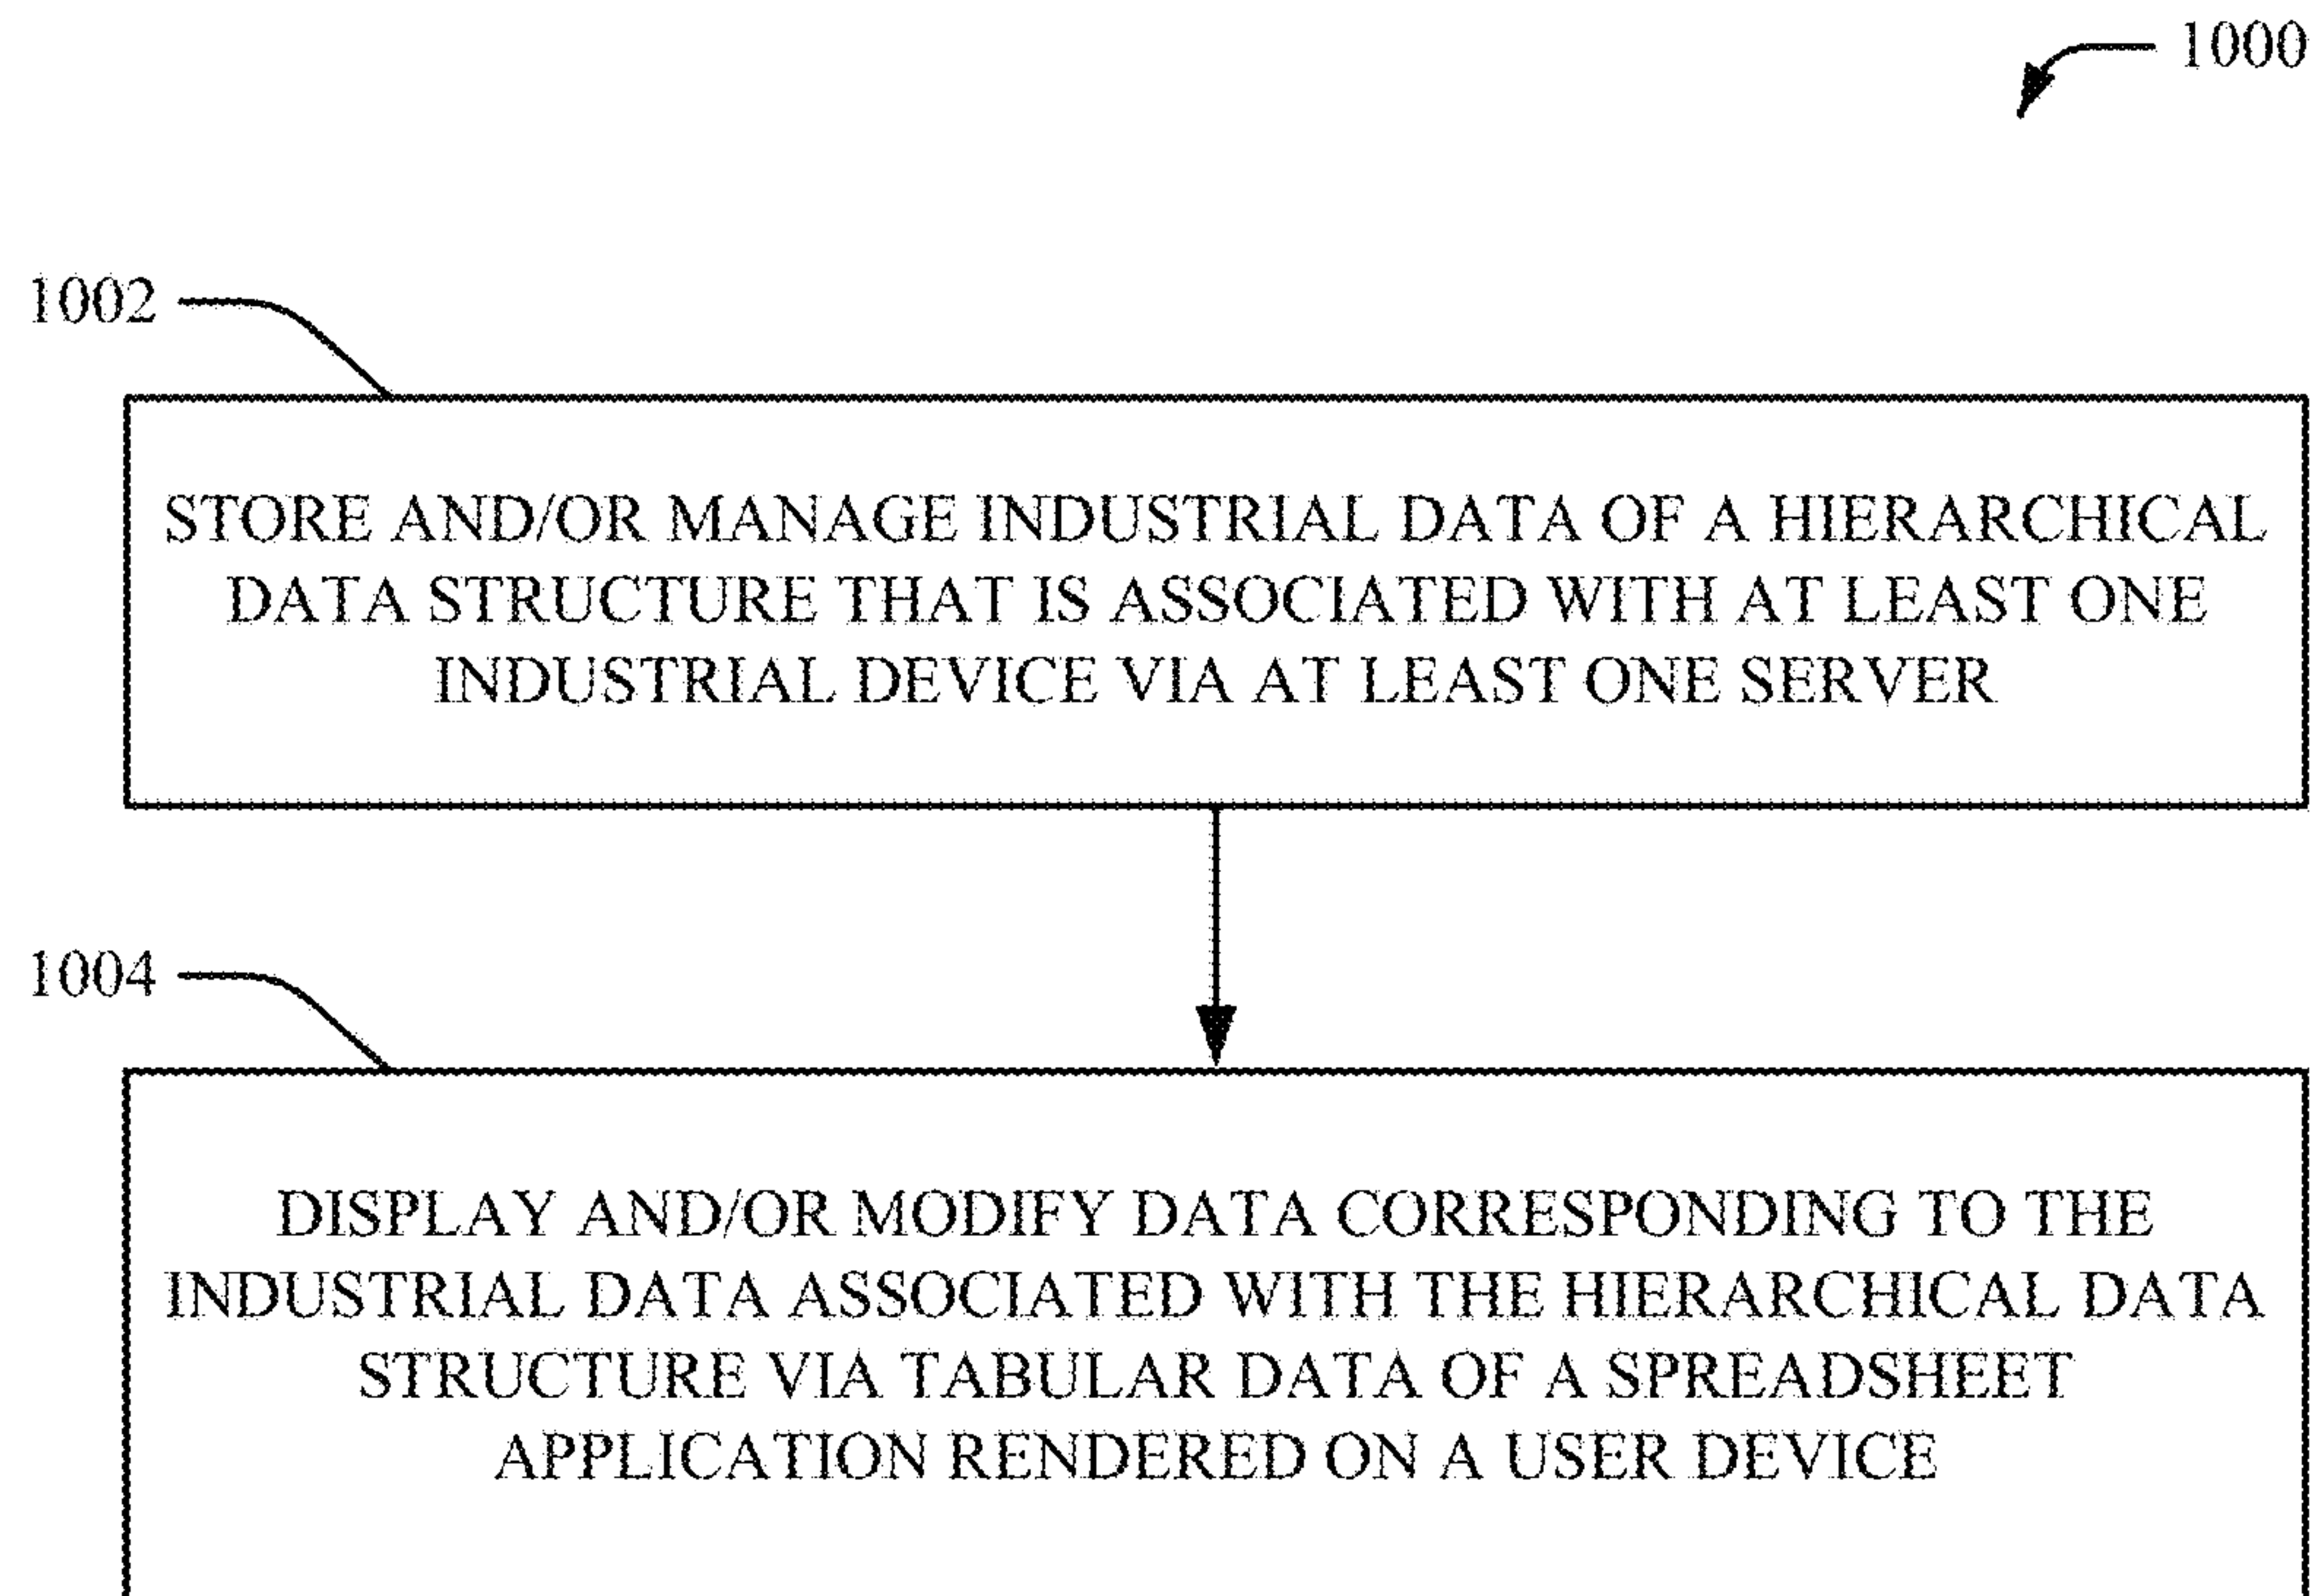 1000
1002
STORE AND/OR MANAGE INDUSTRIAL DATA OF A HIERARCHICAL
DATA STRUCTURE THAT IS ASSOCIATED WITH AT LEAST ONE
INDUSTRIAL DEVICE VIA AT LEAST ONE SERVER
1004
DISPLAY AND/OR MODIFY DATA CORRESPONDING TO THE
INDUSTRIAL DATA ASSOCIATED WITH THE HIERARCHICAL DATA
STRUCTURE VIA TABULAR DATA OF A SPREADSHEET
APPLICATION RENDERED ON A USER DEVICE